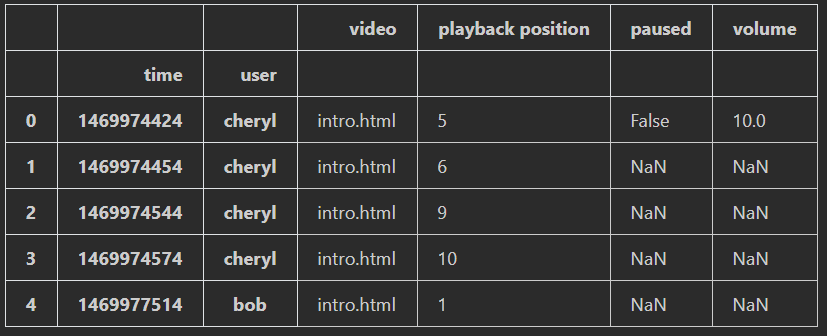 video playback position paused volume
time user
0 1469974424 cheryl intro.html 5 False 10.0
1 1469974454 cheryl intro.html 6 NaN NaN
2 1469974544 cheryl intro.html 9 NaN NaN
3 1469974574 cheryl intro.html 10 NaN NaN
4 1469977514 bob intro.html 1 NaN NaN